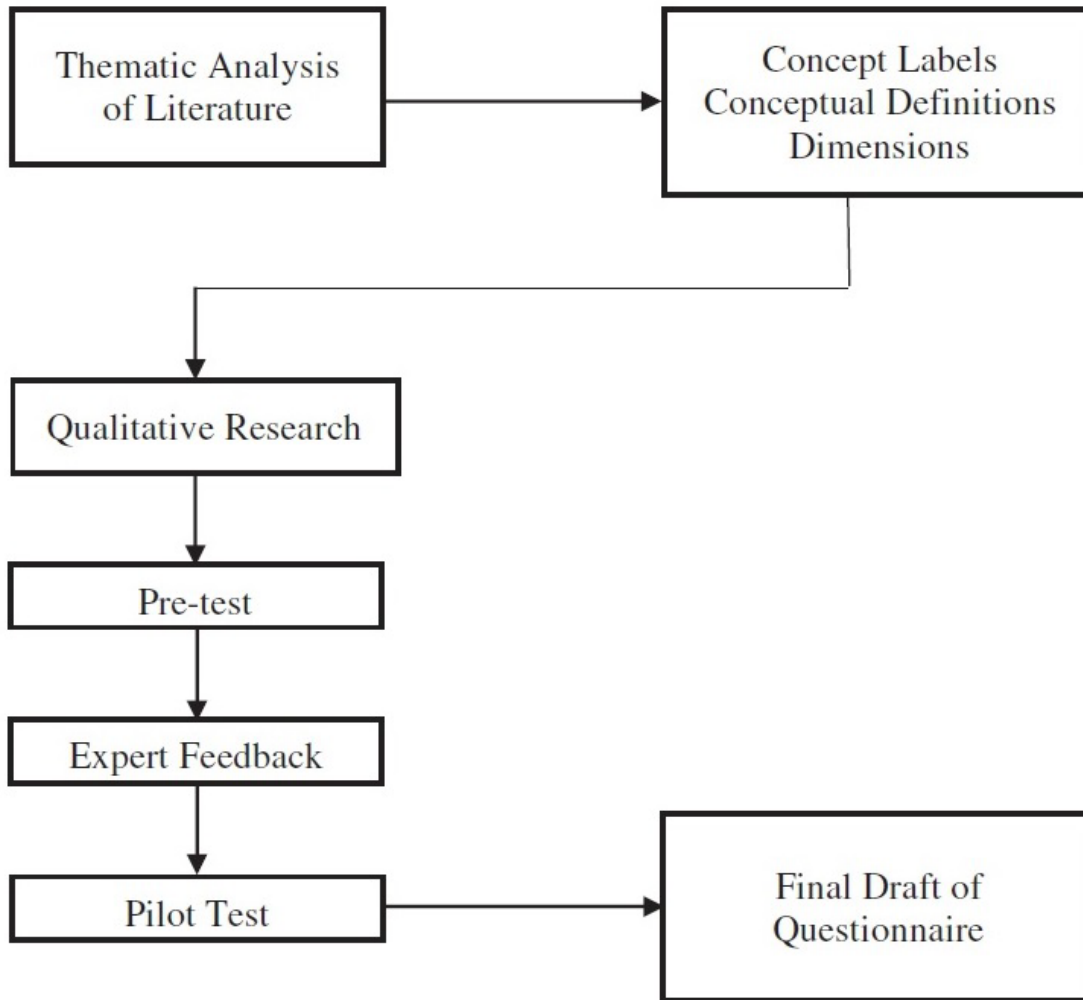 Thematic Analysis
of Literature
Concept Labels
Conceptual Definitions
Dimensions
Qualitative Research
Pre-test
Expert Feedback
Pilot Test
Final Draft of
Questionnaire